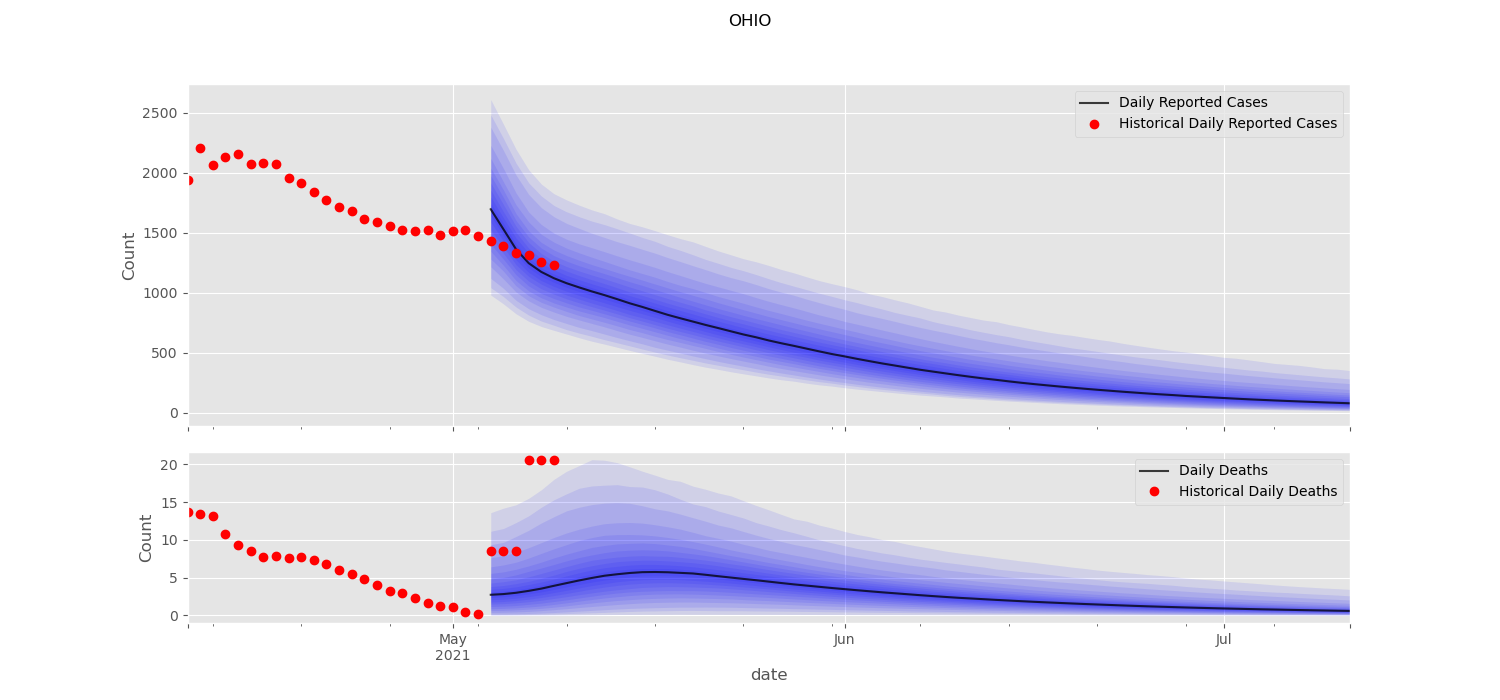 OHIO
Count
2500
2000
1500
1000
500
0
Daily Reported Cases
Historical Daily Reported Cases
Count
20
15
10
5
0
Daily Deaths
Historical Daily Deaths
May
2021
Jun
Jul
date